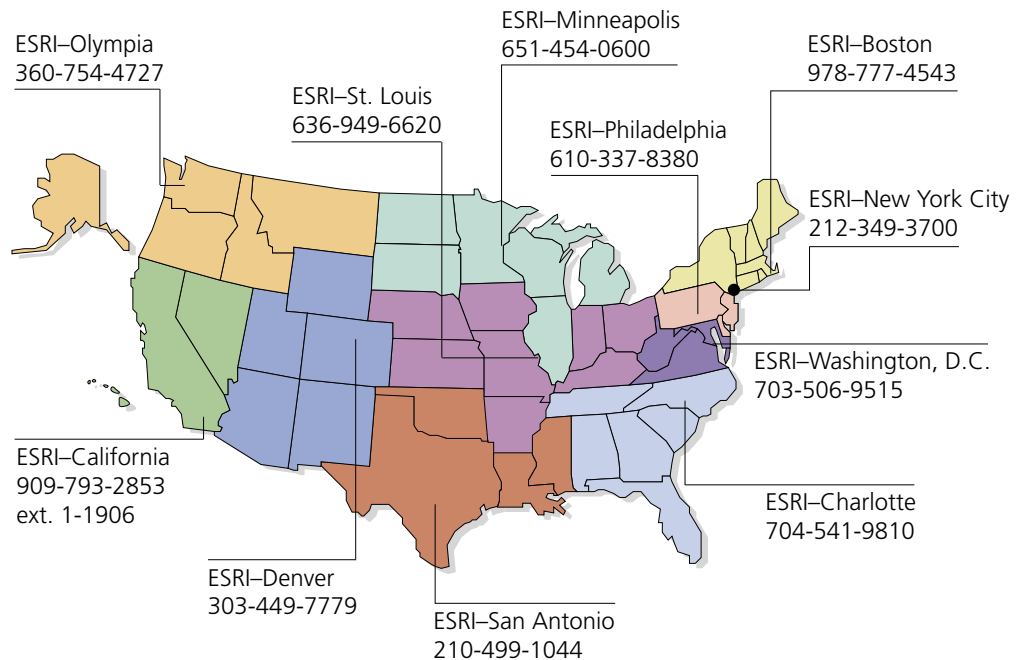 ESRI–Minneapolis
651-454-0600
ESRI–Olympia
360-754-4727
ESRI–Boston
978-777-4543
ESRI–St. Louis
636-949-6620
ESRI–Philadelphia
610-337-8380
ESRI–New York City
212-349-3700
ESRI–Washington, D.C.
703-506-9515
ESRI–California
909-793-2853
ext. 1-1906
ESRI–Charlotte
704-541-9810
ESRI–Denver
303-449-7779
ESRI–San Antonio
210-499-1044